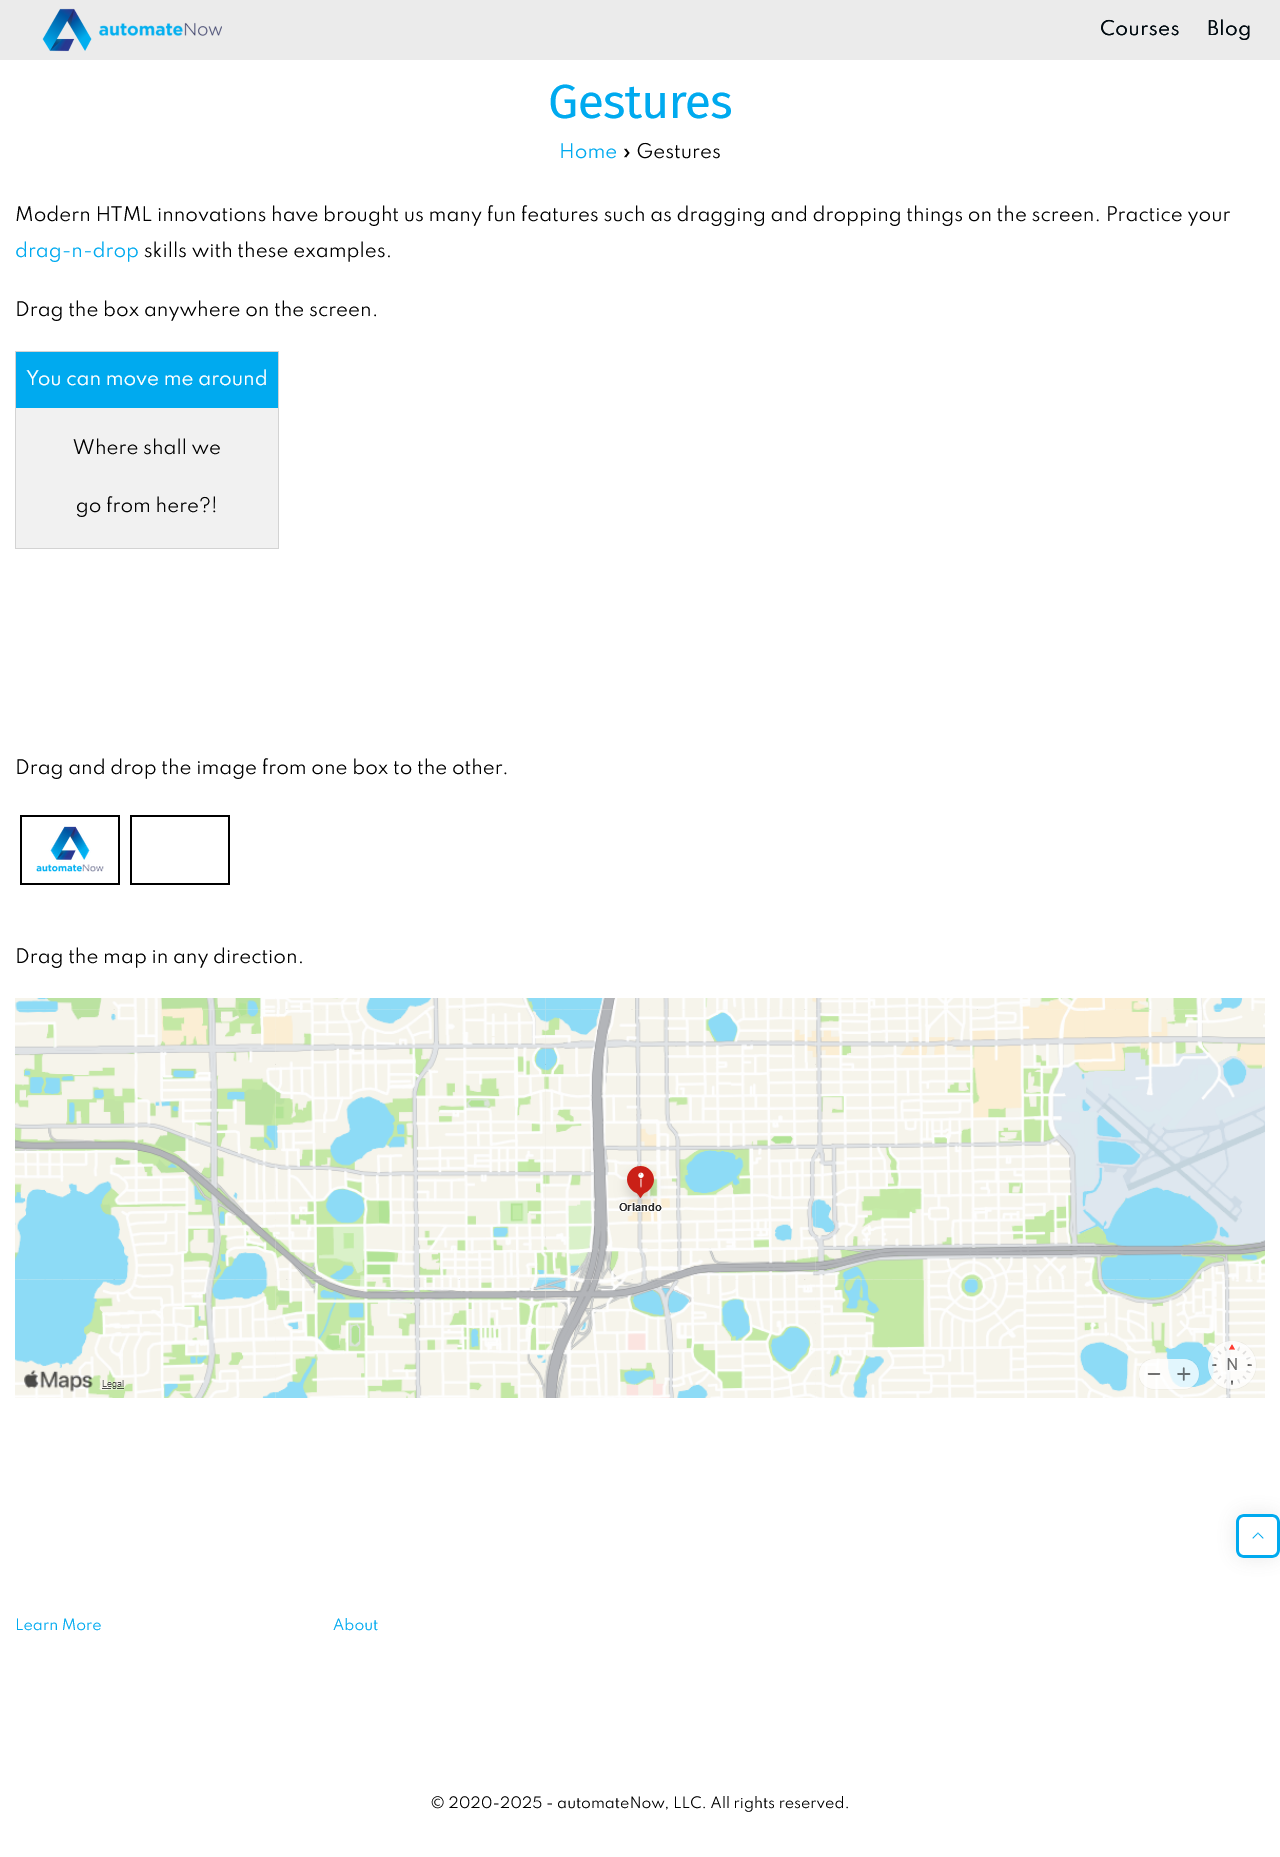 automateNow
Courses Blog
Gestures
Home › Gestures
Modern HTML innovations have brought us many fun features such as dragging and dropping things on the screen. Practice your
drag-n-drop skills with these examples.
Drag the box anywhere on the screen.
You can move me around
Where shall we
go from here?!
Drag and drop the image from one box to the other.
automateNow
Drag the map in any direction.
Orlando
Maps Legal
N
Learn More About
© 2020-2025 - automateNow, LLC. All rights reserved.